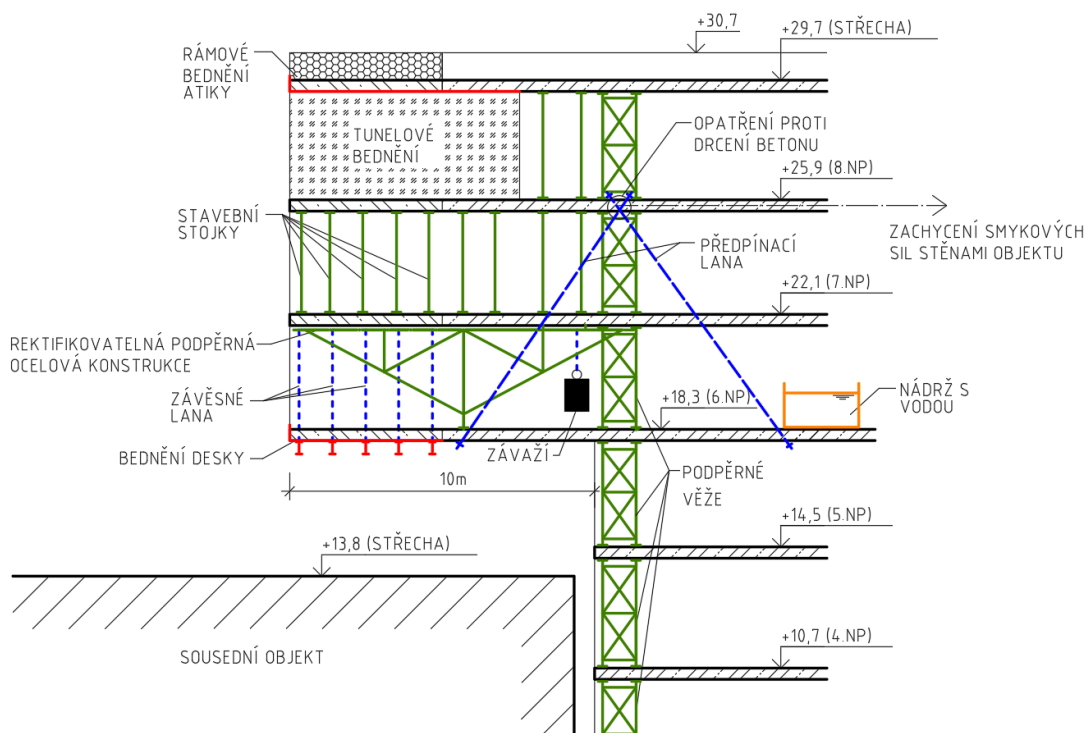 +30,7
+29,7 (STŘECHA)
RÁMOVÉ
BEDNĚNÍ
ATIKY
TUNELOVÉ
BEDNĚNÍ
OPATŘENÍ PROTI
DRCENÍ BETONU
+25,9 (8.NP)
STAVEBNÍ
STOJKY
PŘEDPÍNACÍ
LANA
ZACHYCENÍ SMYKOVÝCH
SIL STĚNAMI OBJEKTU
+22,1 (7.NP)
REKTIFIKOVATELNÁ PODPĚRNÁ
OCELOVÁ KONSTRUKCE
ZÁVĚSNÉ
LANA
+18,3 (6.NP)
NÁDRŽ S
VODOU
BEDNĚNÍ DESKY
ZÁVAŽÍ
10m
PODPĚRNÉ
VĚŽE
+14,5 (5.NP)
+13,8 (STŘECHA)
+10,7 (4.NP)
SOUSEDNÍ OBJEKT